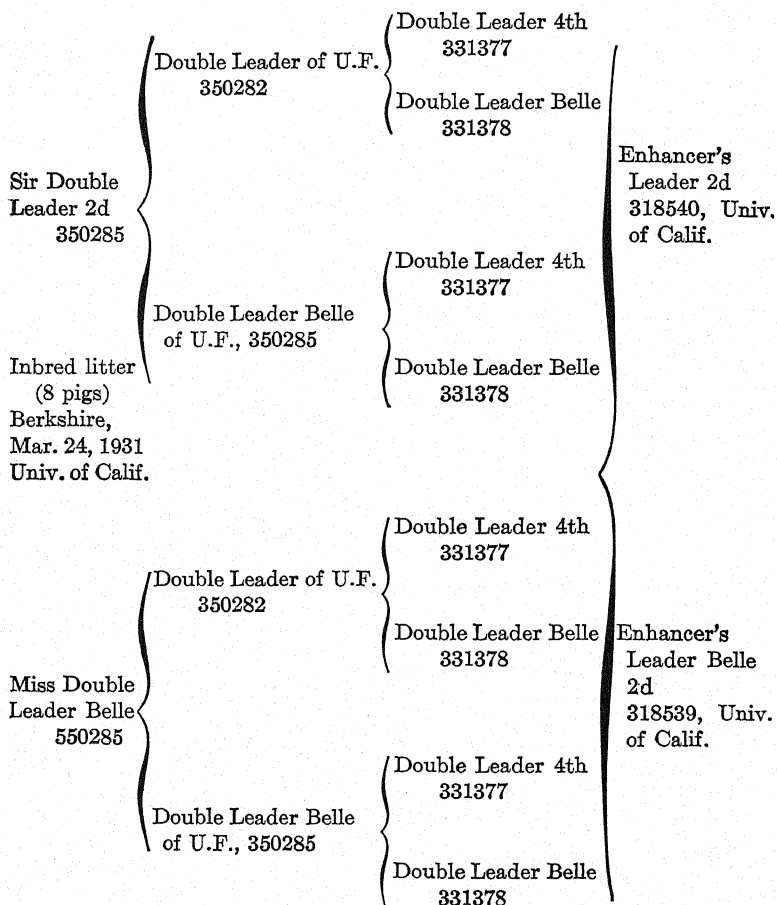 Double Leader 4th
331377
Double Leader of U.F.
350282
Double Leader Belle
331378
Sir Double
Leader 2d
350285
Double Leader 4th
331377
Double Leader Belle
of U.F., 350285
Double Leader Belle
331378
Inbred litter
(8 pigs)
Berkshire,
Mar. 24, 1931
Univ. of Calif.
Double Leader 4th
331377
Double Leader of U.F.
350282
Double Leader Belle
331378
Miss Double
Leader Belle
550285
Double Leader 4th
331377
Double Leader Belle
of U.F., 350285
Double Leader Belle
331378
Enhancer's
Leader 2d
318540, Univ.
of Calif.
Enhancer's
Leader Belle
2d
318539, Univ.
of Calif.